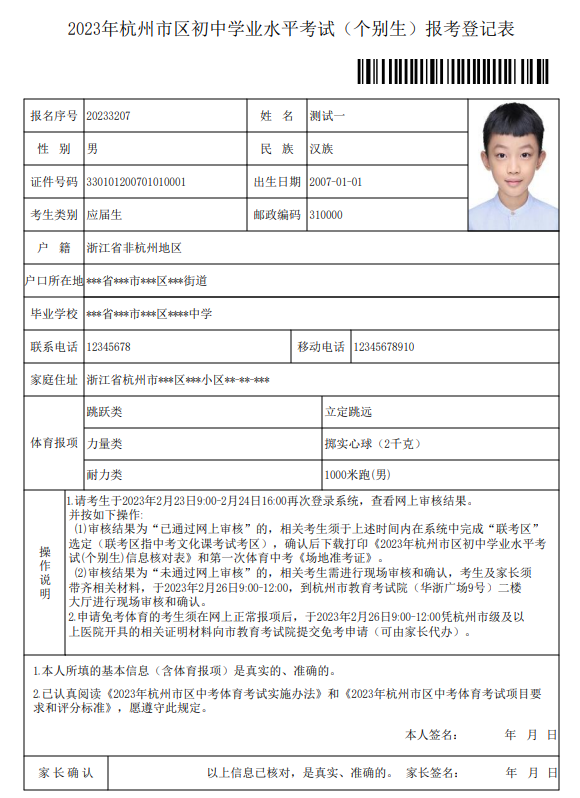 2023年杭州市区初中学业水平考试（个别生）报考登记表
报名序号 20233207 姓 名 测试一
性 别 男 民 族 汉族
证件号码 330101200701010001 出生日期 2007-01-01
考生类别 应届生 邮政编码 310000
户 籍 浙江省非杭州地区
户口所在地 ***省***市***区***街道
毕业学校 ***省***市***区****中学
联系电话 12345678 移动电话 12345678910
家庭住址 浙江省杭州市***区***小区**-**-***
体育报项
跳跃类 立定跳远
力量类 掷实心球（2千克）
耐力类 1000米跑(男)
操作说明
1.请考生于2023年2月23日9:00-2月24日16:00再次登录系统，查看网上审核结果。
并按如下操作:
(1)审核结果为“已通过网上审核”的，相关考生须于上述时间内在系统中完成“联考区”
选定（联考区指中考文化课考试考区），确认后下载打印《2023年杭州市区初中学业水平考
试(个别生)信息核对表》和第一次体育中考《场地准考证》。
(2)审核结果为“未通过网上审核”的，相关考生需进行现场审核和确认，考生及家长须
带齐相关材料，于2023年2月26日9:00-12:00，到杭州市教育考试院（华浙广场9号）二楼
大厅进行现场审核和确认。
2.申请免考体育的考生须在网上正常报项后，于2023年2月26日9:00-12:00凭杭州市级及以
上医院开具的相关证明材料向市教育考试院提交免考申请（可由家长代办）。
1.本人所填的基本信息（含体育报项）是真实的、准确的。
2.已认真阅读《2023年杭州市区中考体育考试实施办法》和《2023年杭州市区中考体育考试项目要
求和评分标准》，愿遵守此规定。
本人签名： 年 月 日
家长确认 以上信息已核对，是真实、准确的。 家长签名： 年 月 日